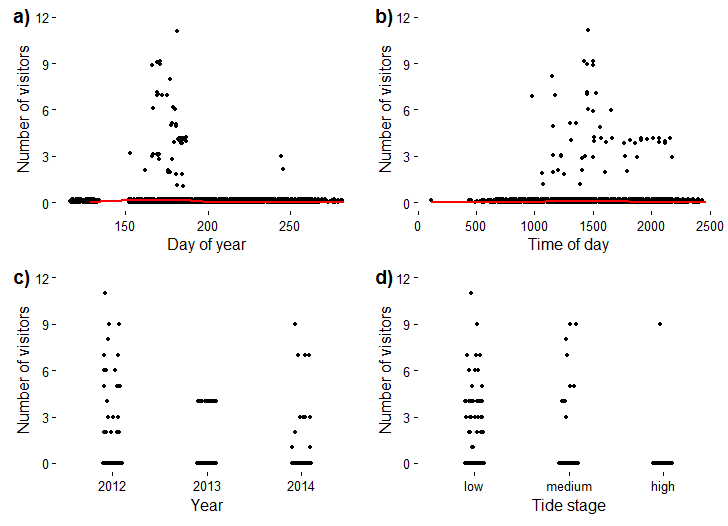 a)
Number of visitors
12
9
6
3
0
150
200
250
Day of year
b)
Number of visitors
12
9
6
3
0
0
500
1000
1500
2000
2500
Time of day
c)
Number of visitors
12
9
6
3
0
2012
2013
2014
Year
d)
Number of visitors
12
9
6
3
0
low
medium
high
Tide stage